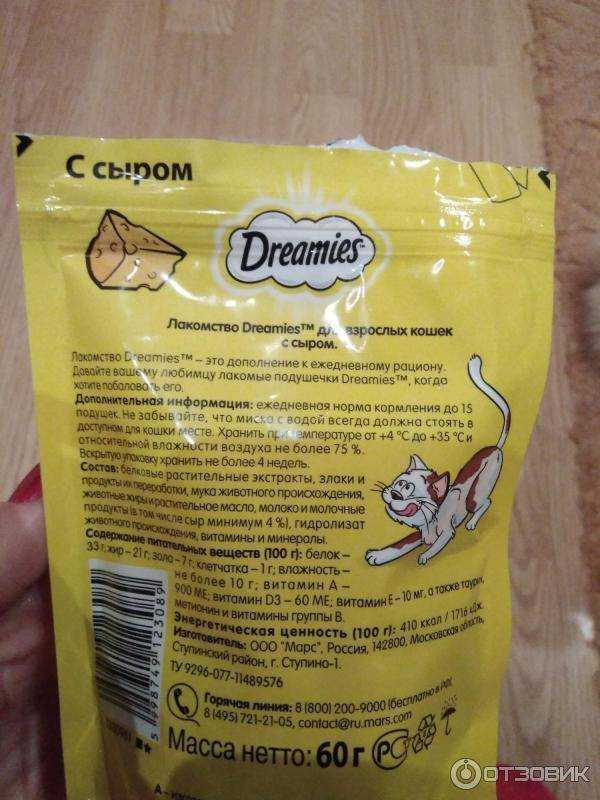 С сыром
Dreamies™
Лакомство Dreamies™ для взрослых кошек
с сыром.
Лакомство Dreamies™ – это дополнение к ежедневному рациону.
Давайте вашему любимцу лакомые подушечки Dreamies™, когда
хотите побаловать его.
Дополнительная информация: ежедневная норма кормления до 15
подушек. Не забывайте, что миска с водой всегда должна стоять в
доступном для кошки месте. Хранить при температуре от +4 °С до +35 °С и
относительной влажности воздуха не более 75 %.
Вскрытую упаковку хранить не более 4 недель.
Состав: белковые растительные экстракты, злаки и
продукты их переработки, мука животного происхождения,
животные жиры и растительное масло, молоко и молочные
продукты (в том числе сыр минимум 4%), гидролизат
животного происхождения, витамины и минералы.
Содержание питательных веществ (100 г): белок –
33 г; жир – 21 г; зола – 7 г; клетчатка – 1 г; влажность –
не более 10 г; витамин А –
900 МЕ, витамин D3 – 60 МЕ; витамин Е – 10 мг, а также таурин,
метионин и витамины группы В.
Энергетическая ценность (100 г): 410 ккал / 1716 кДж.
Изготовитель: ООО "Марс", Россия, 142800, Московская область,
Ступинский район, г. Ступино-1.
ТУ 9296-077-11489576
Горячая линия: 8 (800) 200-9000 (бесплатно в РФ),
8 (495) 721-21-05, contact@ru.mars.com
Масса нетто: 60 г
5 998749 123089
ОТЗОВИК